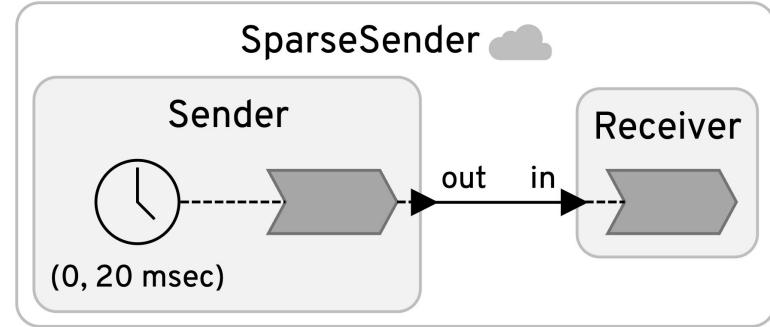 SparseSender
Sender
Receiver
out
in
(0, 20 msec)